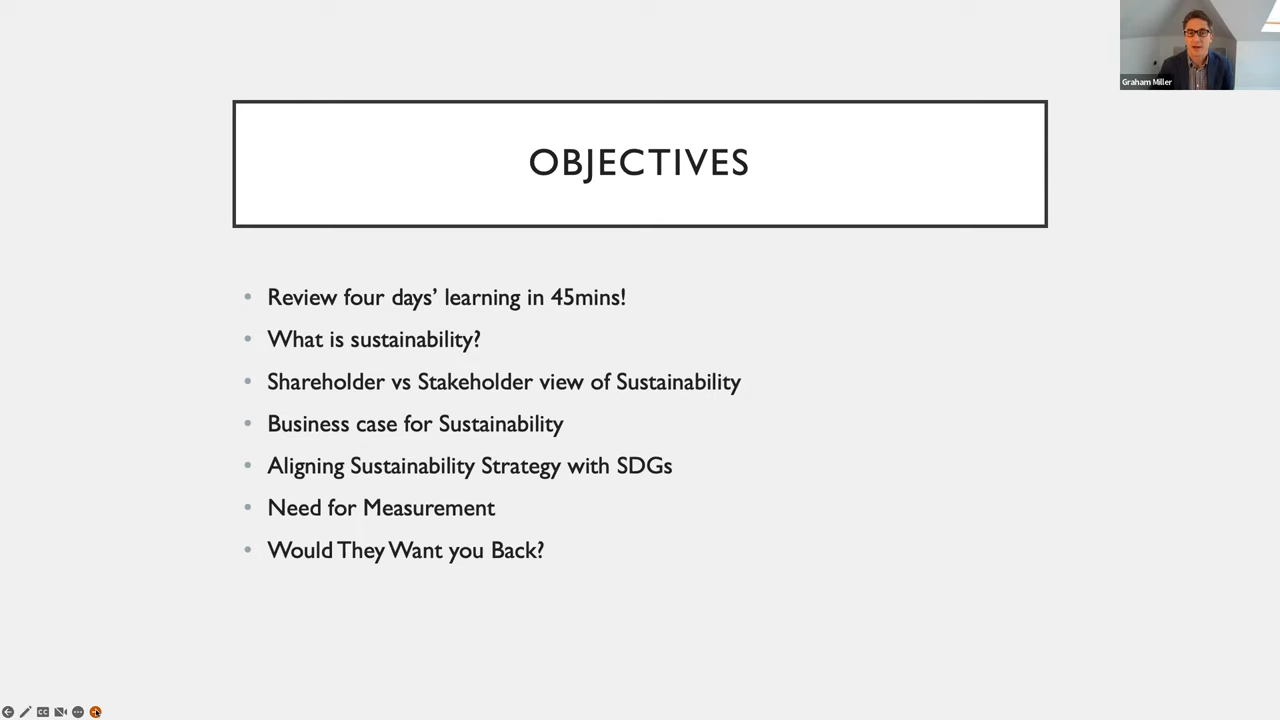 Graham Miller
OBJECTIVES
• Review four days’ learning in 45mins!
• What is sustainability?
• Shareholder vs Stakeholder view of Sustainability
• Business case for Sustainability
• Aligning Sustainability Strategy with SDGs
• Need for Measurement
• Would They Want you Back?
CC